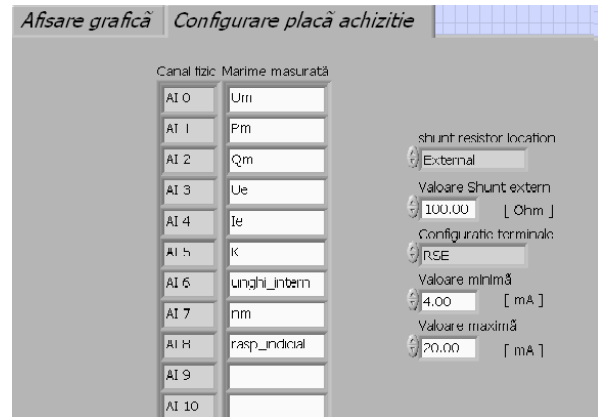 Afisare grafică Configurare placă achizitie
Canal fizic Marime masurată
AI 0 Um
AI 1 Pm
AI 2 Qm
AI 3 Ue
AI 4 Ie
AI 5 K
AI 6 unghi_intern
AI 7 nm
AI 8 rasp_indicial
AI 9
AI 10
shunt resistor location
External
Valoare Shunt extern
100.00 [ Ohm ]
Configuratie terminale
RSE
Valoare minimă
4.00 [ mA ]
Valoare maximă
20.00 [ mA ]